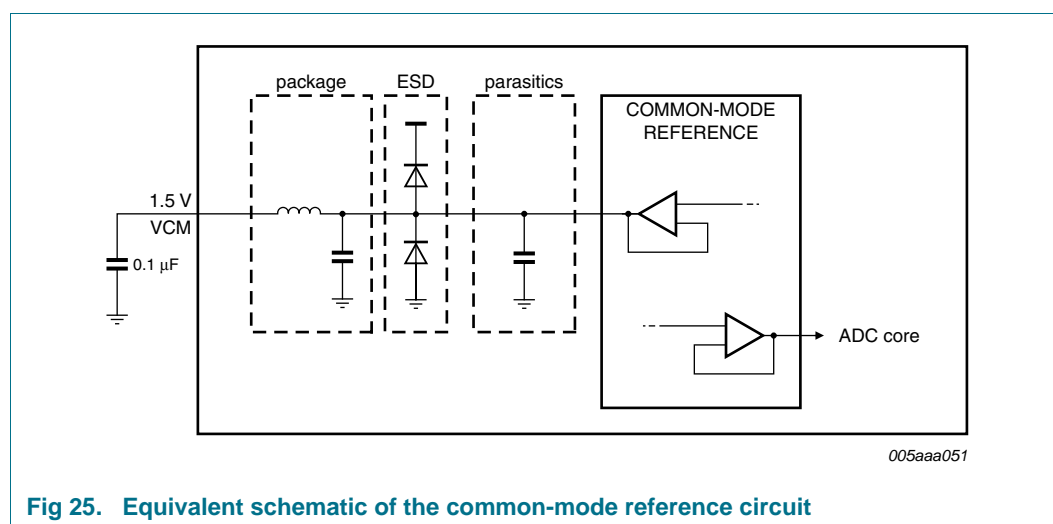 package
ESD
parasitics
COMMON-MODE
REFERENCE
1.5 V
VCM
0.1 μF
ADC core
005aaa051
Fig 25. Equivalent schematic of the common-mode reference circuit